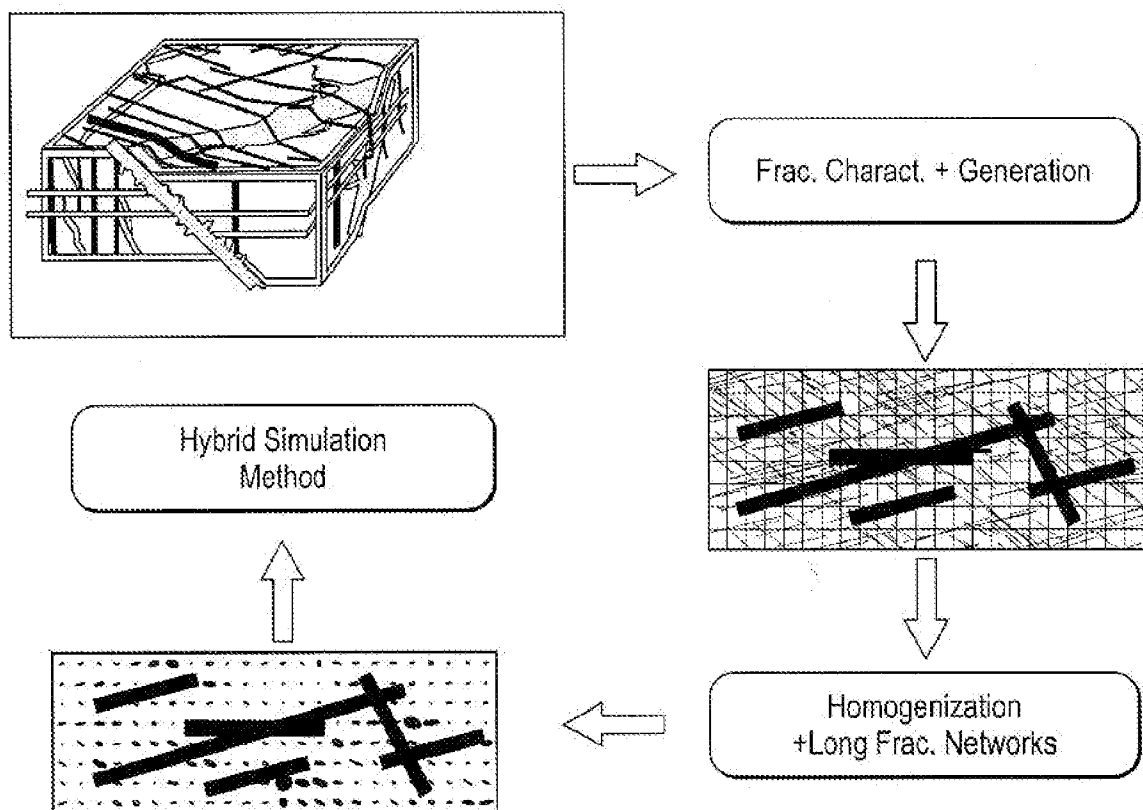 Frac. Charact. + Generation
Hybrid Simulation
Method
Homogenization
+Long Frac. Networks